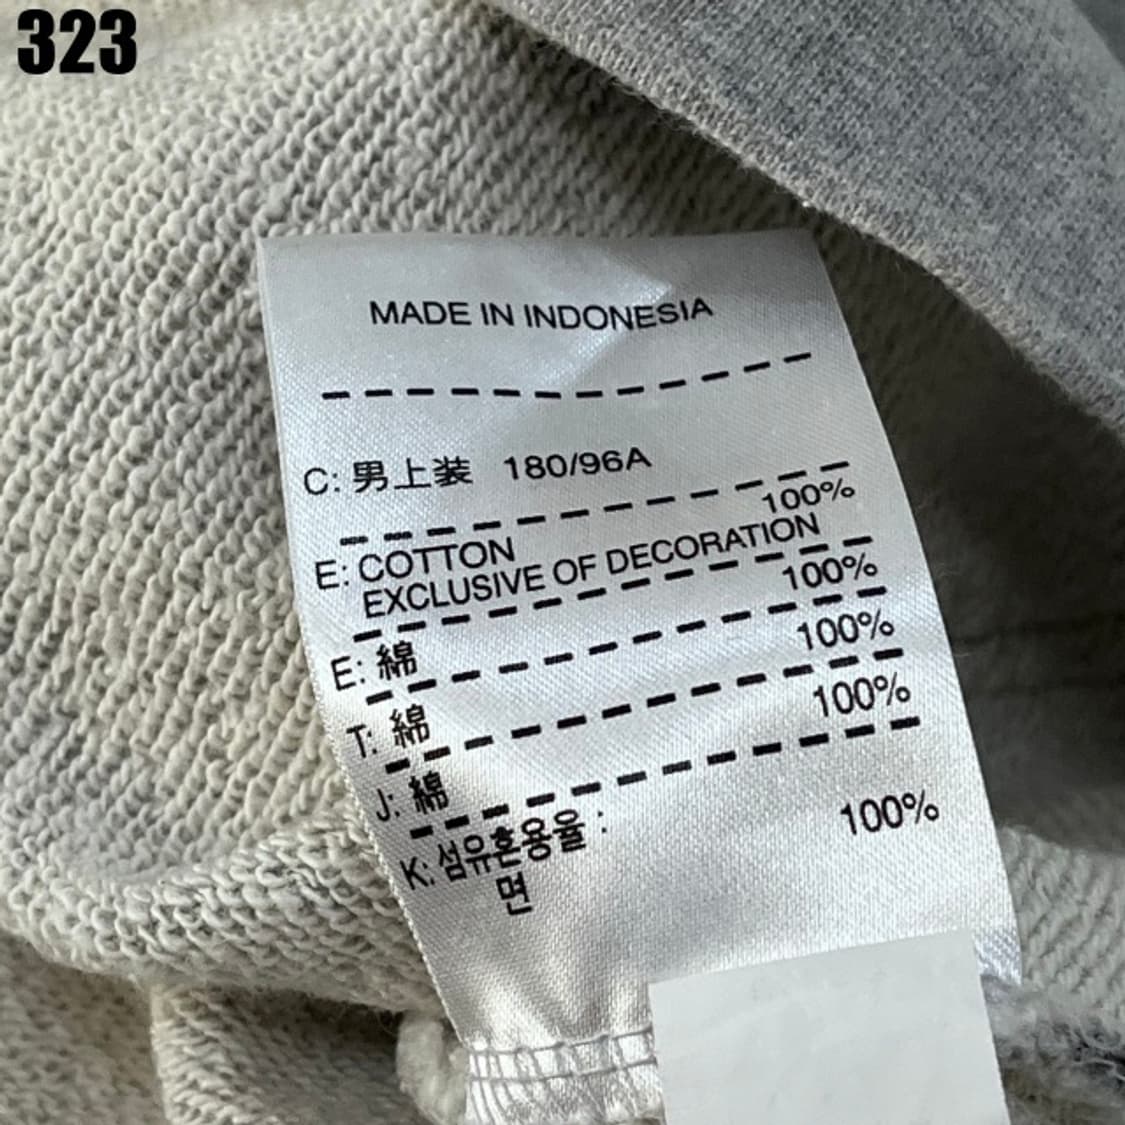 323
MADE IN INDONESIA
C: 男上装 180/96A
100%
E: COTTON
EXCLUSIVE OF DECORATION
E: 綿 100%
T: 綿 100%
J: 綿 100%
K: 섬유혼용율 :
면 100%